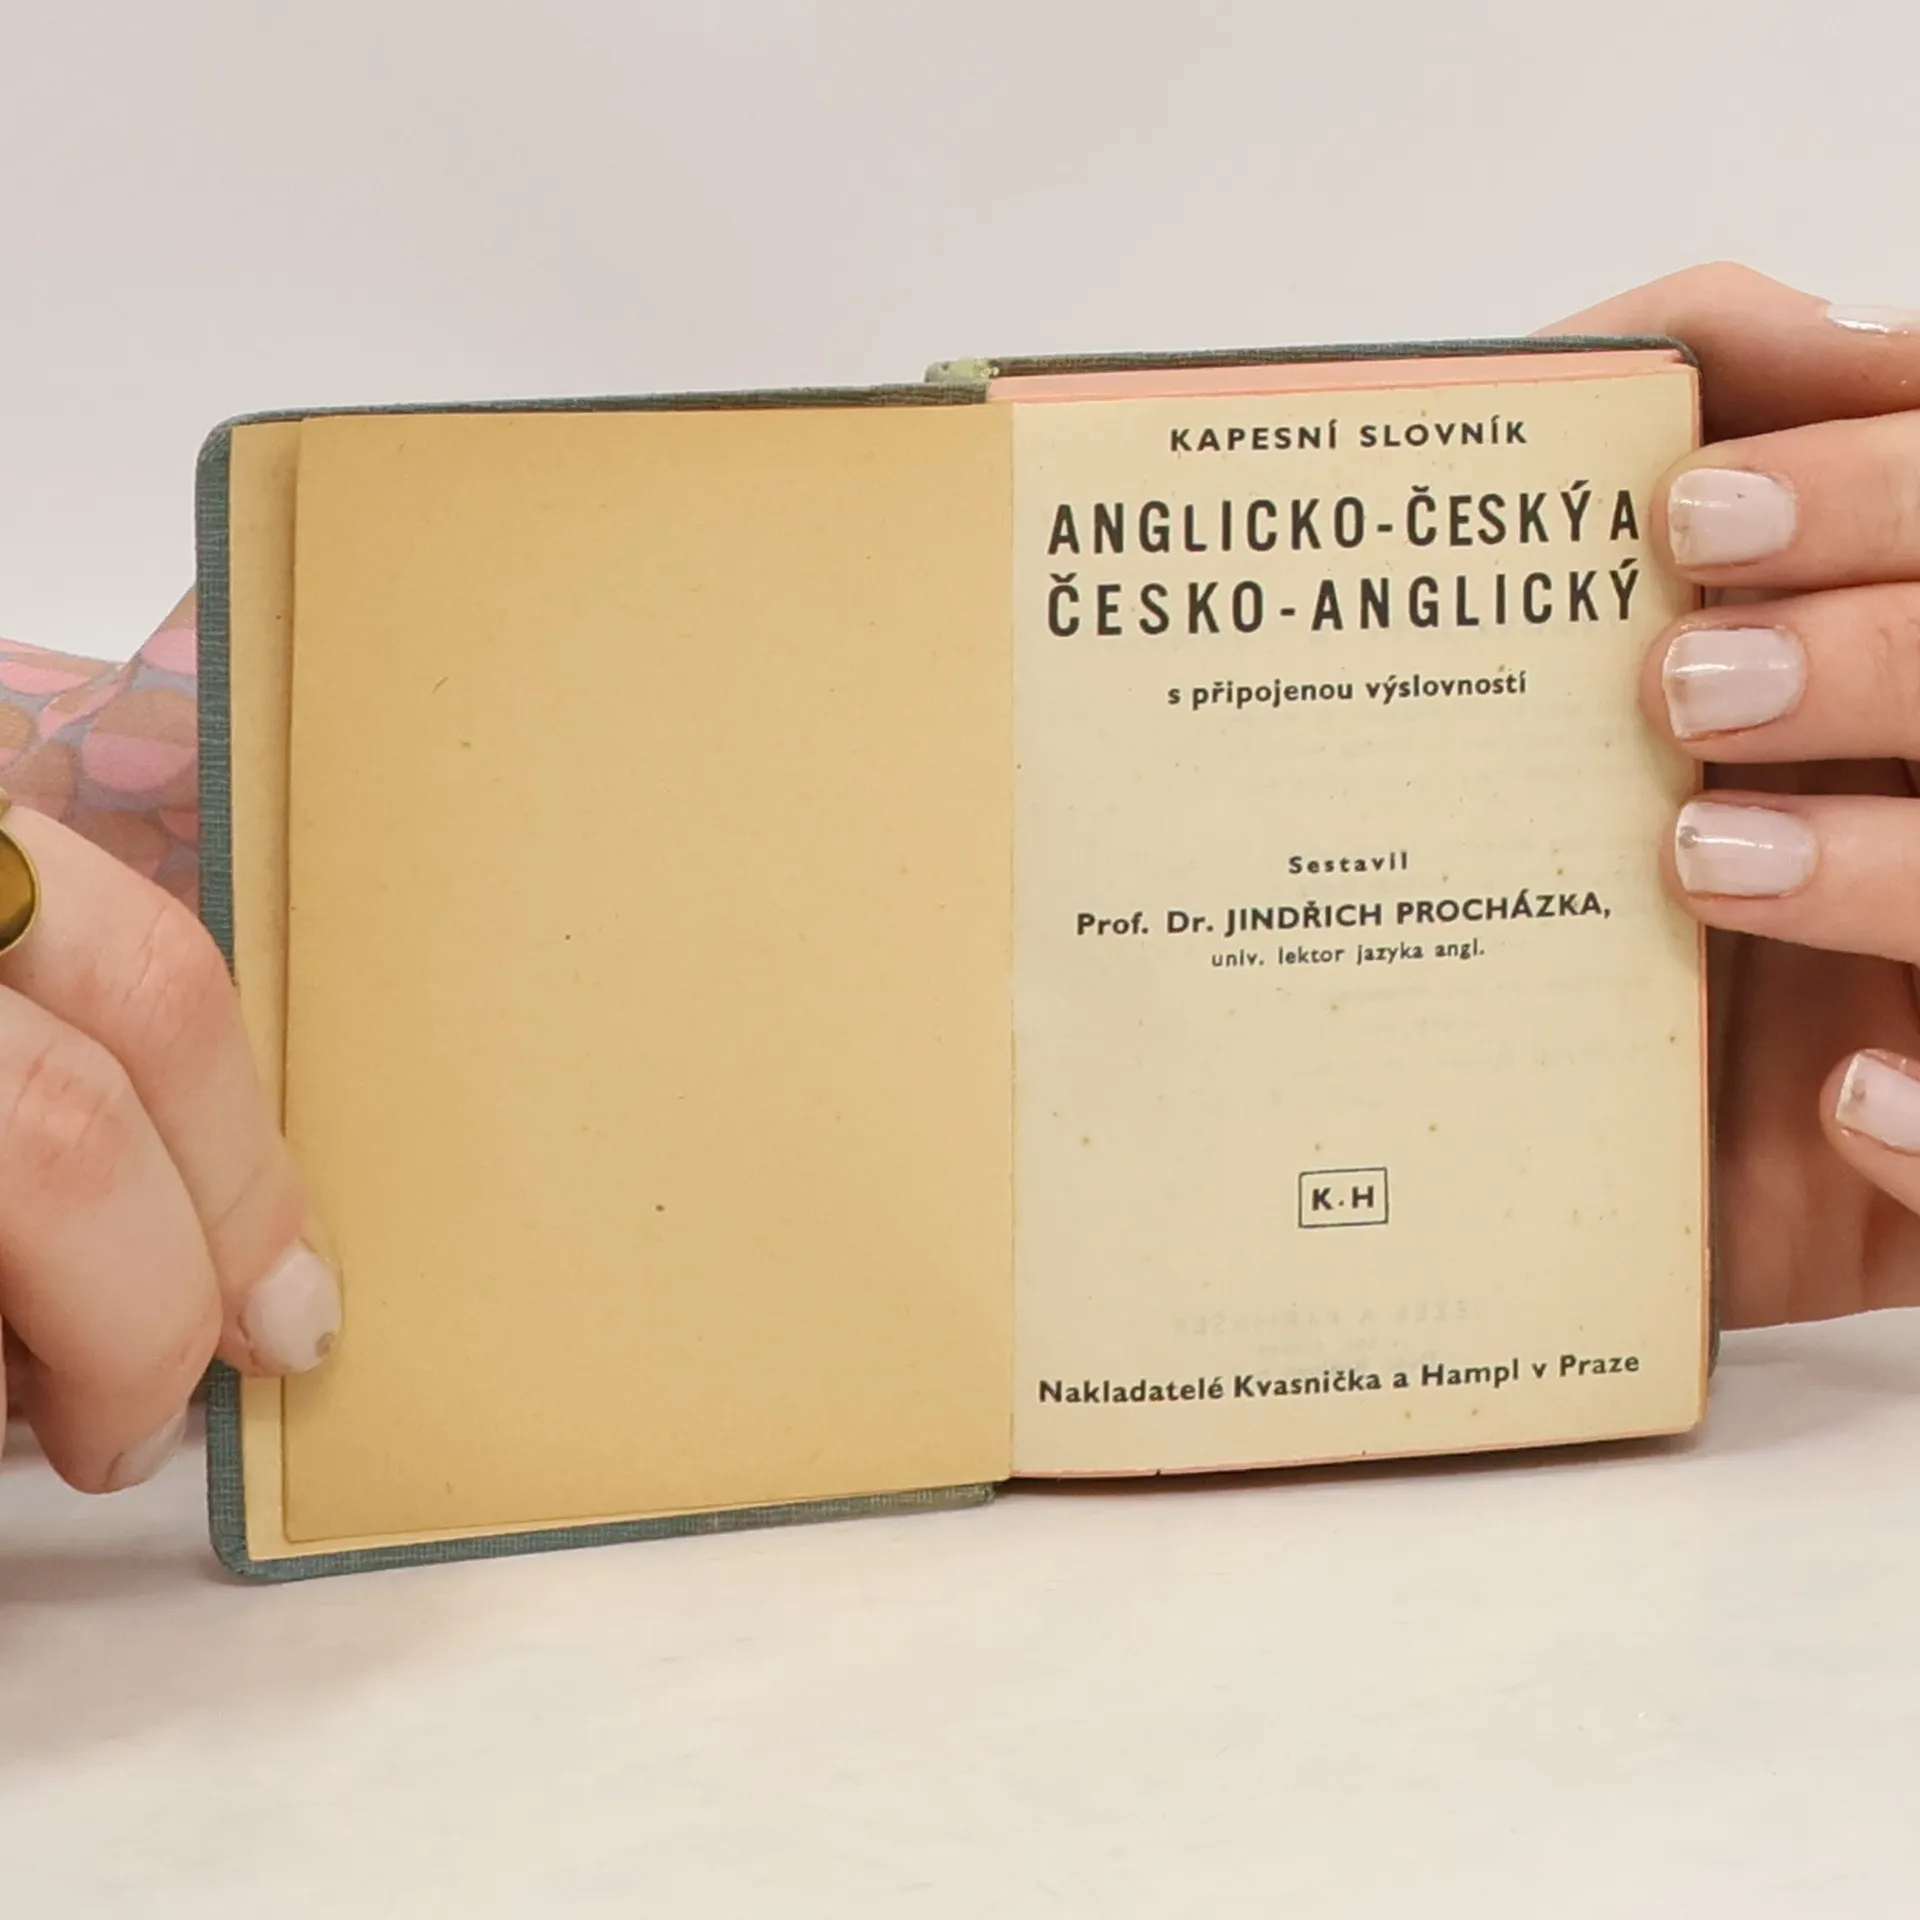 KAPESNÍ SLOVNÍK
ANGLICKO-ČESKÝ A
ČESKO-ANGLICKÝ
s připojenou výslovností
Sestavil
Prof. Dr. JINDŘICH PROCHÁZKA,
univ. lektor jazyka angl.
K.H
Nakladatelé Kvasnička a Hampl v Praze